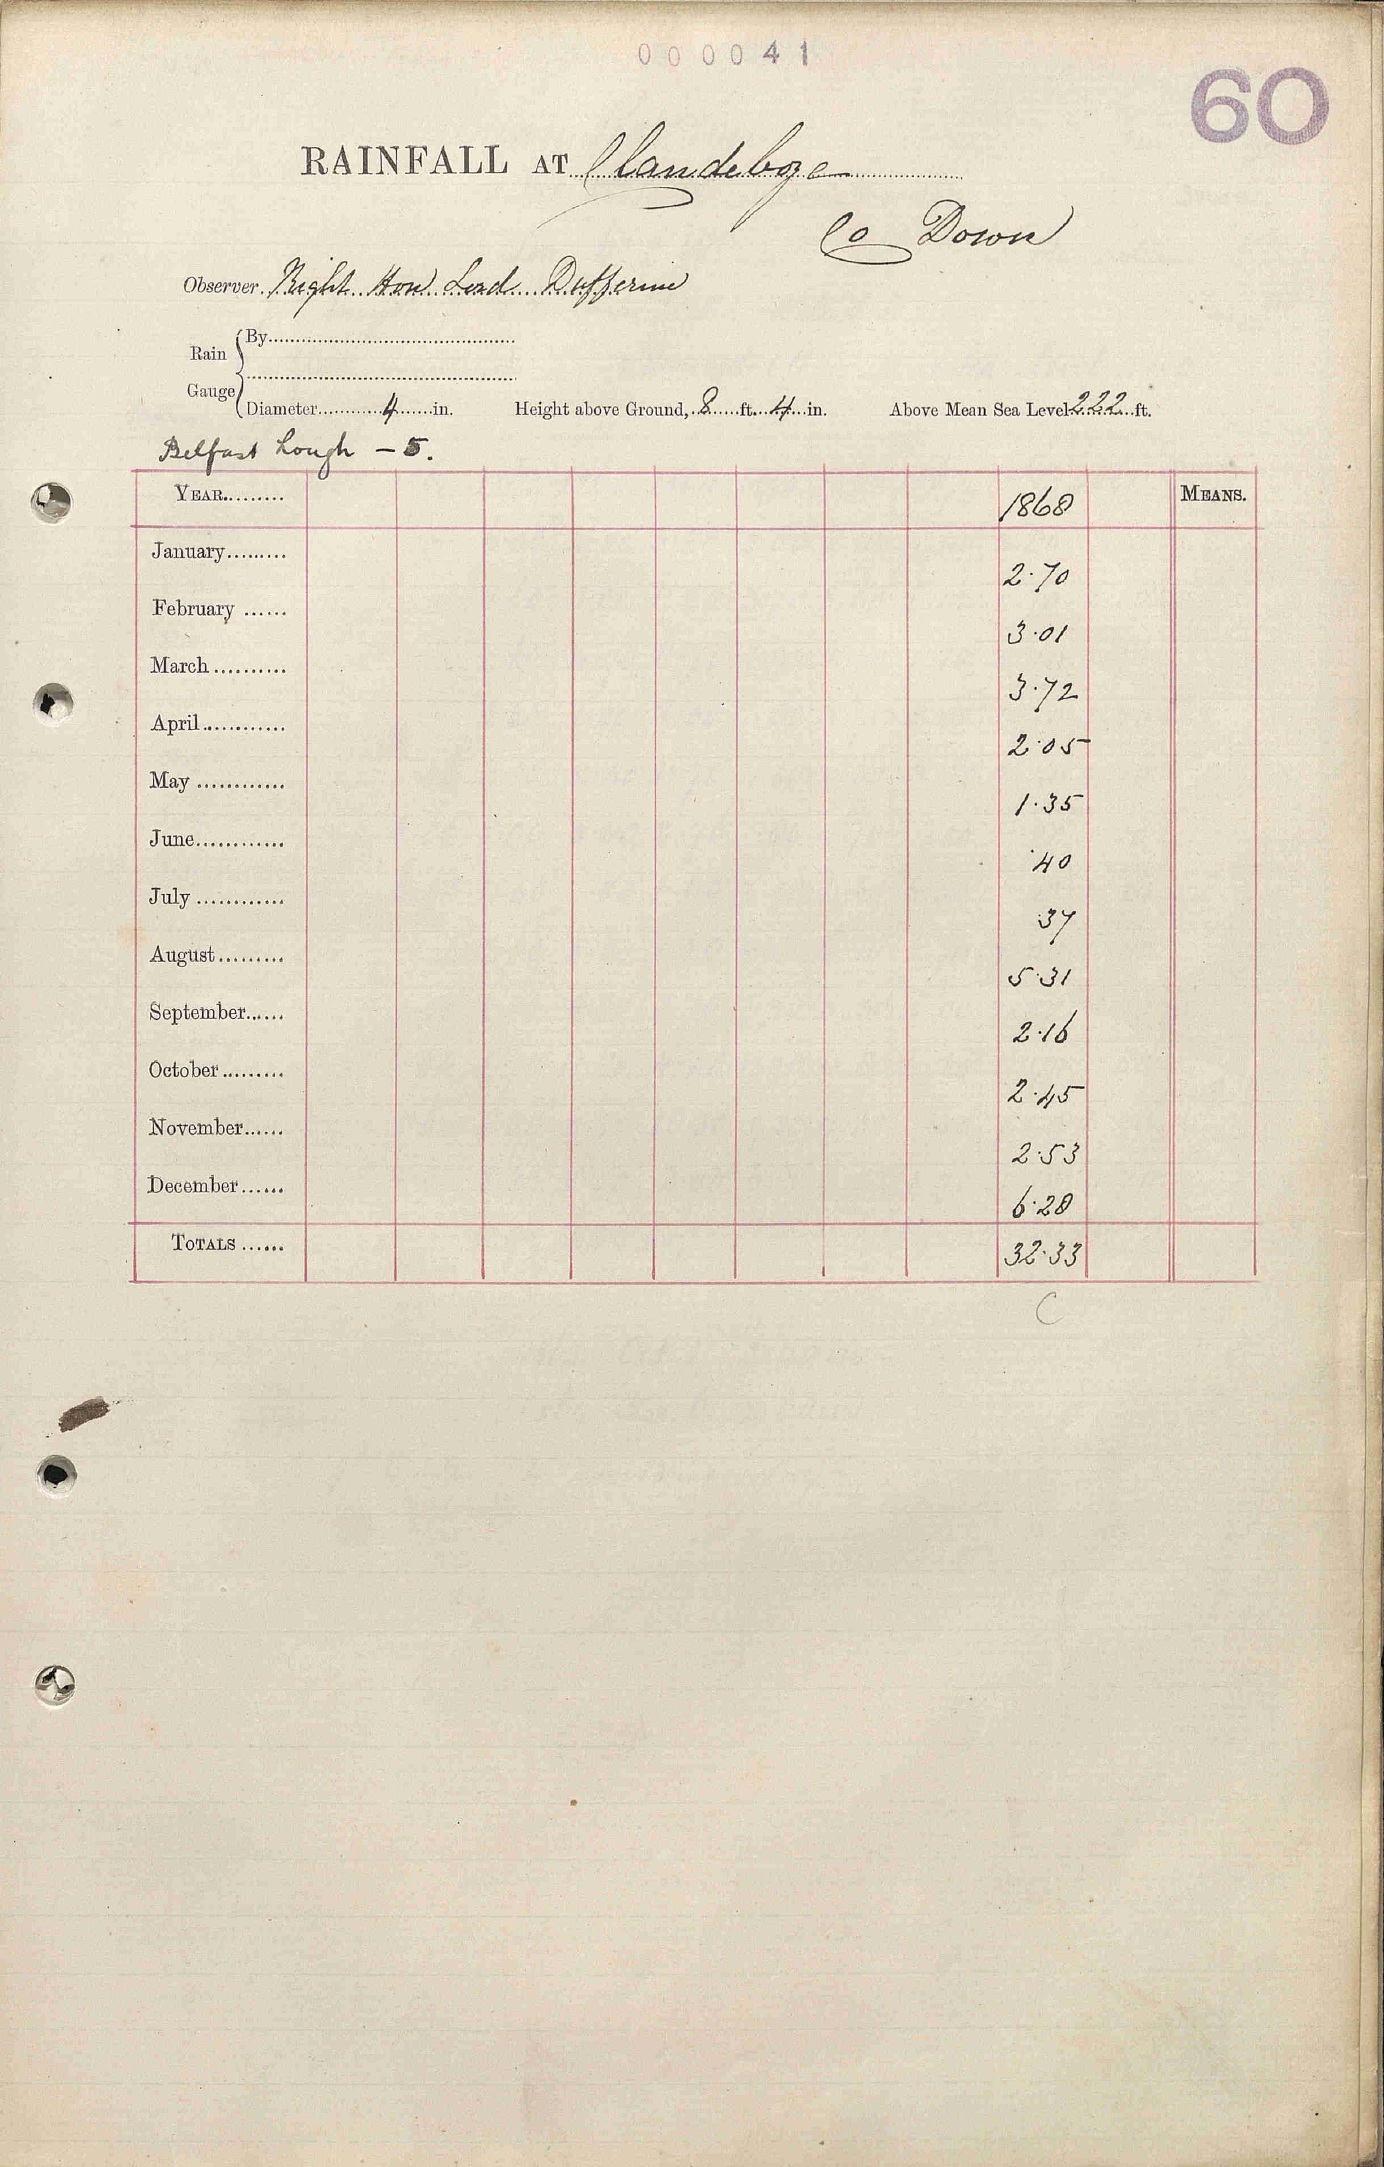 000041
60
RAINFALL AT Clandeboye
Co Down
Observer. Right Hon Lord Dufferin
Rain Gauge
By
Diameter 4 in. Height above Ground, 8 ft. 4 in. Above Mean Sea Level 222 ft.
Belfast Lough – 5.
YEAR 1868 MEANS.
January 2·70
February 3·01
March 3·72
April 2·05
May 1·35
June ·40
July ·37
August 5·31
September 2·16
October 2·45
November 2·53
December 6·28
TOTALS 32·33
C